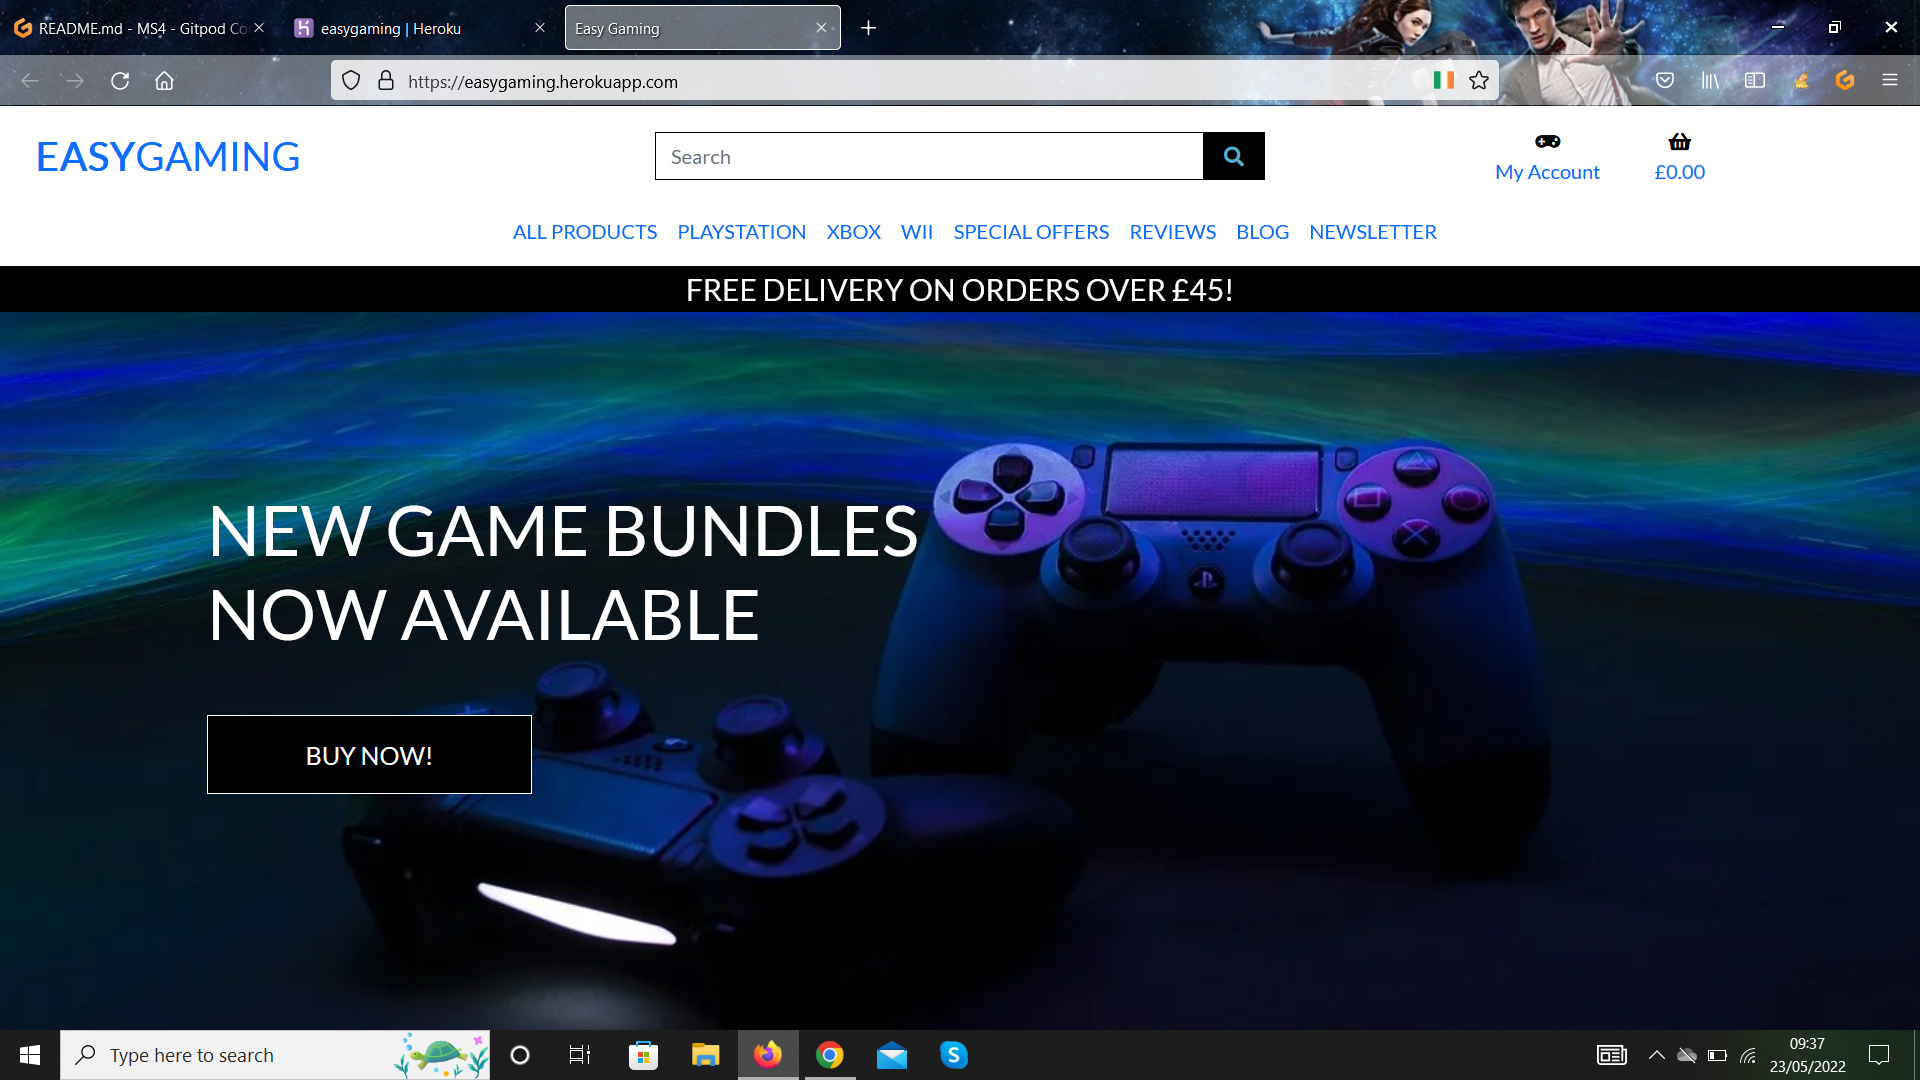 README.md - MS4 - Gitpod Co
easygaming | Heroku
Easy Gaming
https://easygaming.herokuapp.com
EASYGAMING
Search
My Account
£0.00
ALL PRODUCTS PLAYSTATION XBOX WII SPECIAL OFFERS REVIEWS BLOG NEWSLETTER
FREE DELIVERY ON ORDERS OVER £45!
NEW GAME BUNDLES
NOW AVAILABLE
BUY NOW!
Type here to search
09:37
23/05/2022